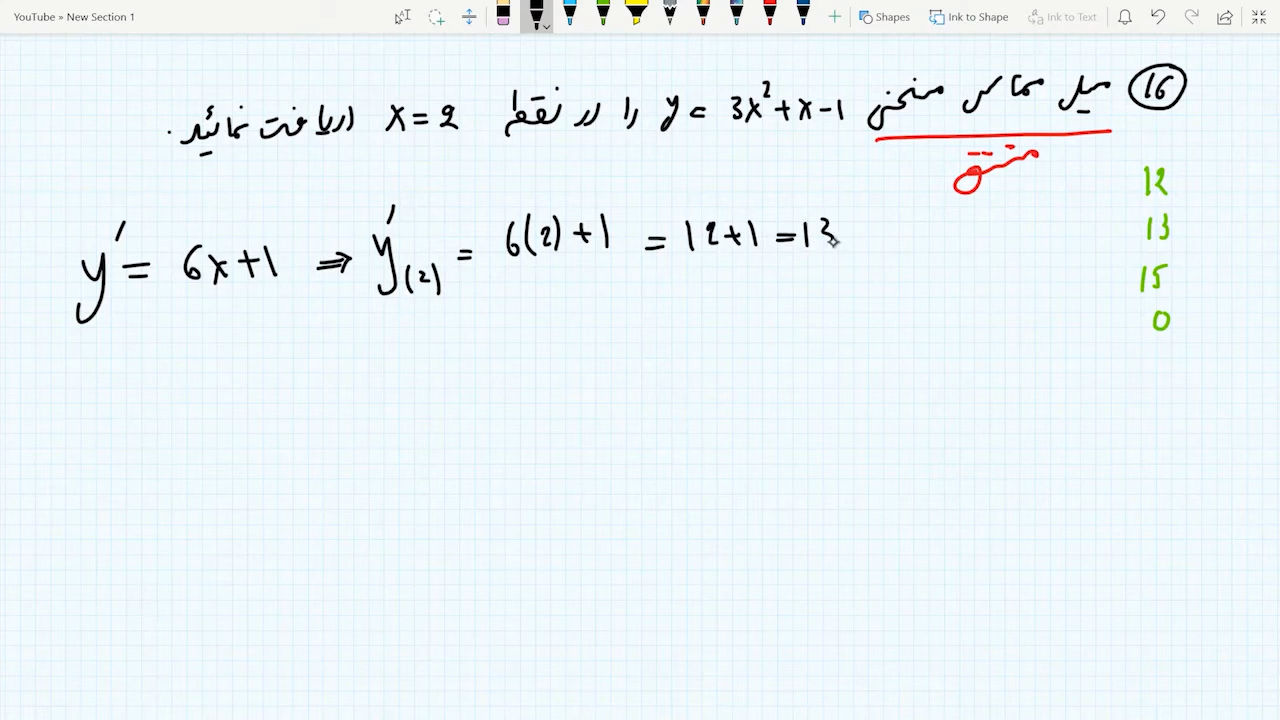 Youtube » New Section 1
Shapes Ink to Shape Ink to Text
16 میل مماس منحنی y = 3x²+x-1 را در نقطه x=2 دریافت نمائید.
مشتق
12
13
15
0
y′ = 6x+1 ⇒ y′(2) = 6(2)+1 = 12+1 =13